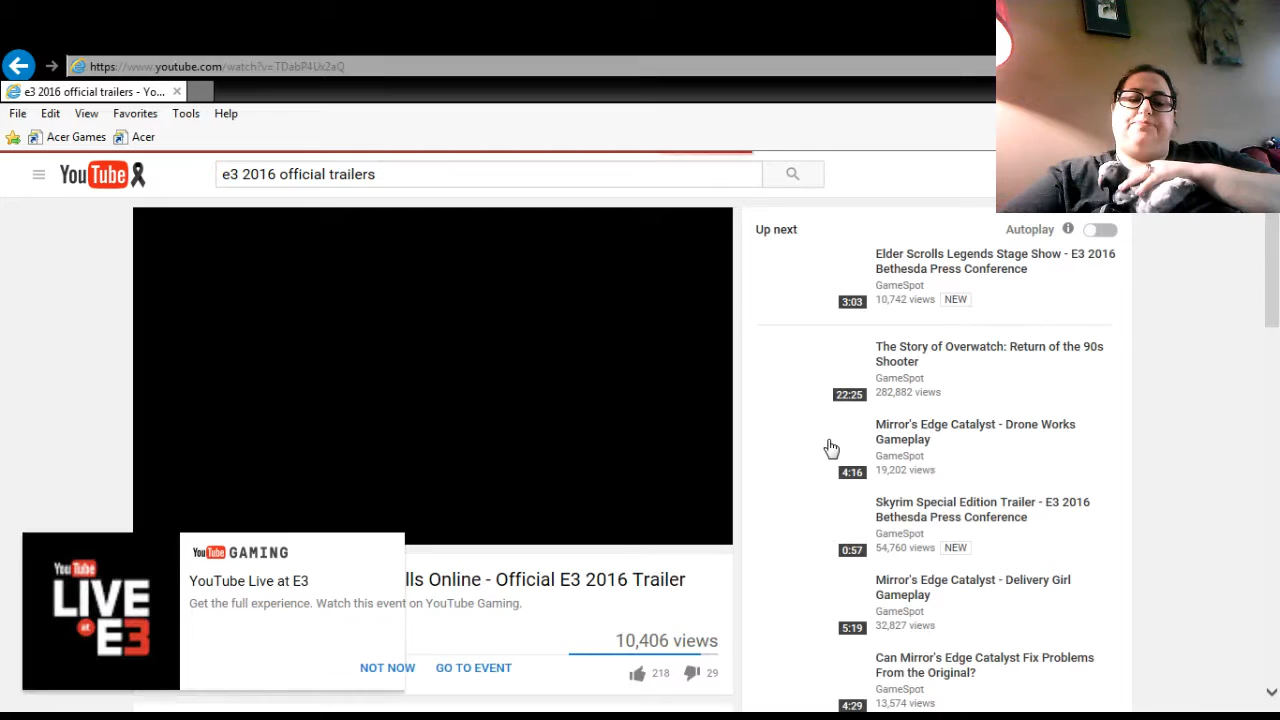 https://www.youtube.com/watch?v=TDabP4Ux2aQ
e3 2016 official trailers - Yo...
File Edit View Favorites Tools Help
Acer Games Acer
YouTube
e3 2016 official trailers
Up next
Autoplay
Elder Scrolls Legends Stage Show - E3 2016
Bethesda Press Conference
GameSpot
10,742 views NEW
3:03
The Story of Overwatch: Return of the 90s
Shooter
GameSpot
282,882 views
22:25
Mirror's Edge Catalyst - Drone Works
Gameplay
GameSpot
19,202 views
4:16
Skyrim Special Edition Trailer - E3 2016
Bethesda Press Conference
GameSpot
54,760 views NEW
0:57
Mirror's Edge Catalyst - Delivery Girl
Gameplay
GameSpot
32,827 views
5:19
Can Mirror's Edge Catalyst Fix Problems
From the Original?
GameSpot
13,574 views
4:29
YouTube
LIVE
at E3
YouTube GAMING
YouTube Live at E3
Get the full experience. Watch this event on YouTube Gaming.
NOT NOW GO TO EVENT
lls Online - Official E3 2016 Trailer
10,406 views
218 29